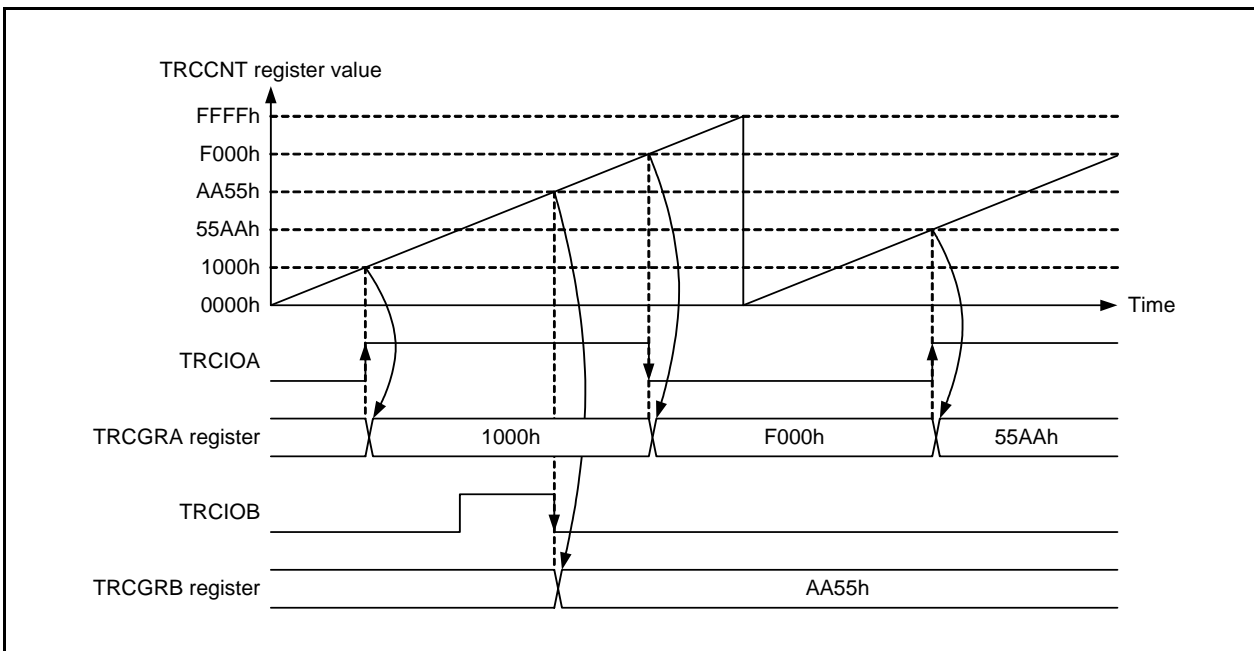 TRCCNT register value
FFFFh
F000h
AA55h
55AAh
1000h
0000h
Time
TRCIOA
TRCGRA register
1000h
F000h
55AAh
TRCIOB
TRCGRB register
AA55h